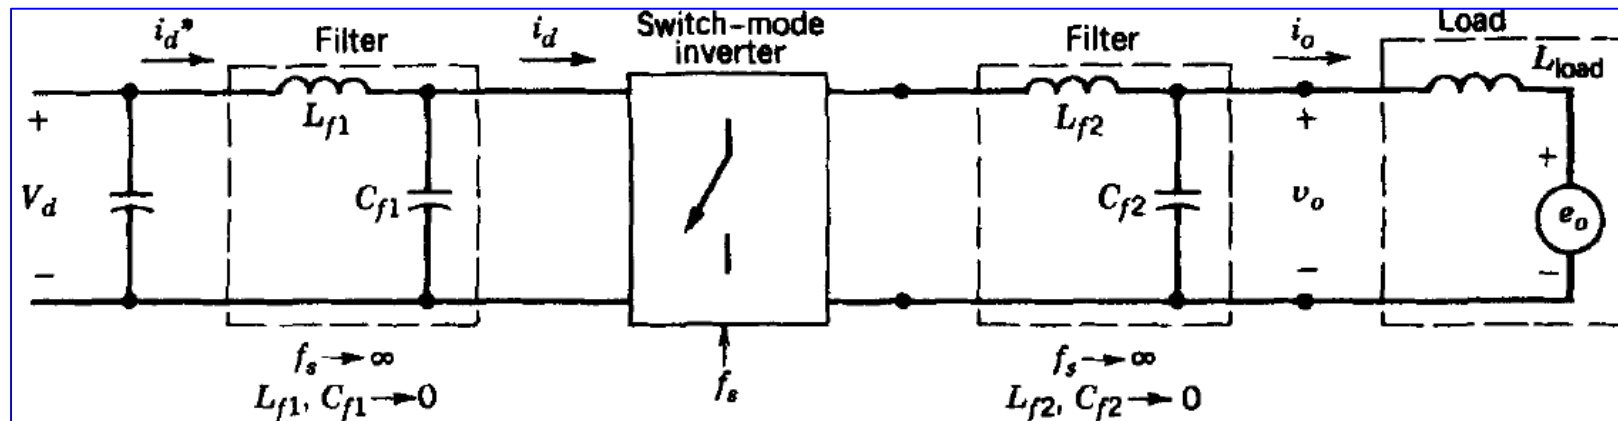 i_d* Filter i_d Switch-mode inverter Filter i_o Load
L_load
+ L_f1 L_f2 + +
V_d C_f1 C_f2 v_o e_o
− − −
f_s→∞ f_s f_s→∞
L_f1, C_f1→0 L_f2, C_f2→0